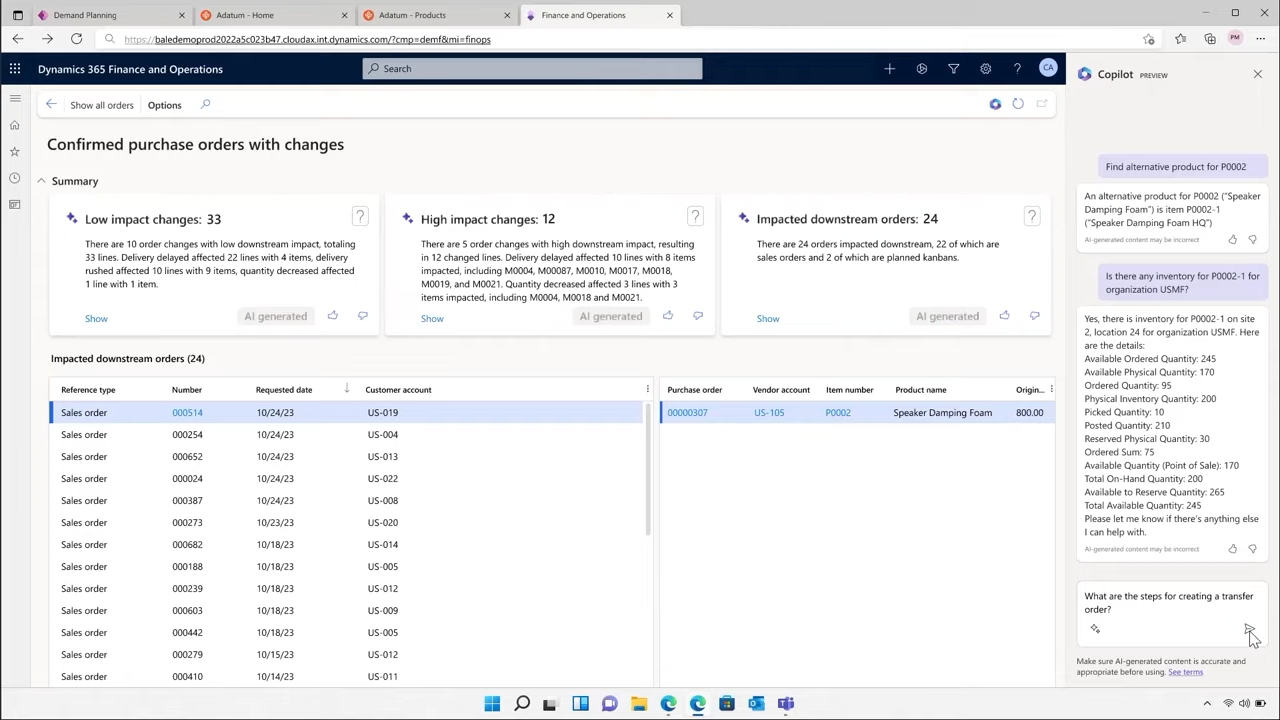 Demand Planning
Adatum - Home
Adatum - Products
Finance and Operations
https://baledemoprod2022a5c023b47.cloudax.int.dynamics.com/?cmp=demf&mi=finops
PM
Dynamics 365 Finance and Operations
Search
CA
Show all orders
Options
Confirmed purchase orders with changes
Summary
Low impact changes: 33
There are 10 order changes with low downstream impact, totaling
33 lines. Delivery delayed affected 22 lines with 4 items, delivery
rushed affected 10 lines with 9 items, quantity decreased affected
1 line with 1 item.
Show
AI generated
High impact changes: 12
There are 5 order changes with high downstream impact, resulting
in 12 changed lines. Delivery delayed affected 10 lines with 8 items
impacted, including M0004, M00087, M0010, M0017, M0018,
M0019, and M0021. Quantity decreased affected 3 lines with 3
items impacted, including M0004, M0018 and M0021.
Show
AI generated
Impacted downstream orders: 24
There are 24 orders impacted downstream, 22 of which are
sales orders and 2 of which are planned kanbans.
Show
AI generated
Impacted downstream orders (24)
Reference type Number Requested date Customer account
Sales order 000514 10/24/23 US-019
Sales order 000254 10/24/23 US-004
Sales order 000652 10/24/23 US-013
Sales order 000024 10/24/23 US-022
Sales order 000387 10/24/23 US-008
Sales order 000273 10/23/23 US-020
Sales order 000682 10/18/23 US-014
Sales order 000188 10/18/23 US-005
Sales order 000239 10/18/23 US-012
Sales order 000603 10/18/23 US-009
Sales order 000442 10/18/23 US-005
Sales order 000279 10/15/23 US-012
Sales order 000410 10/14/23 US-011
Purchase order Vendor account Item number Product name Origin...
00000307 US-105 P0002 Speaker Damping Foam 800.00
Copilot PREVIEW
Find alternative product for P0002
An alternative product for P0002 ("Speaker
Damping Foam") is item P0002-1
("Speaker Damping Foam HQ")
AI-generated content may be incorrect
Is there any inventory for P0002-1 for
organization USMF?
Yes, there is inventory for P0002-1 on site
2, location 24 for organization USMF. Here
are the details:
Available Ordered Quantity: 245
Available Physical Quantity: 170
Ordered Quantity: 95
Physical Inventory Quantity: 200
Picked Quantity: 10
Posted Quantity: 210
Reserved Physical Quantity: 30
Ordered Sum: 75
Available Quantity (Point of Sale): 170
Total On-Hand Quantity: 200
Available to Reserve Quantity: 265
Total Available Quantity: 245
Please let me know if there's anything else
I can help with.
AI-generated content may be incorrect
What are the steps for creating a transfer
order?
Make sure AI-generated content is accurate and
appropriate before using. See terms